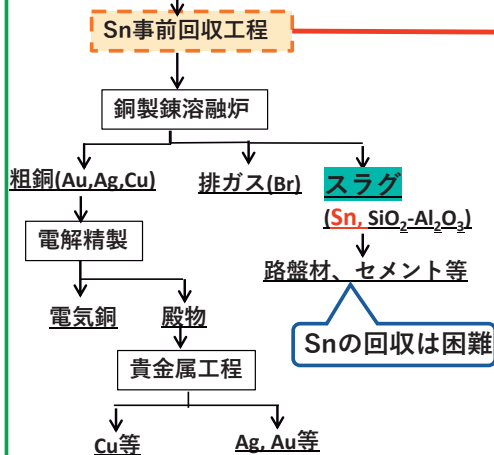 Sn事前回収工程
銅製錬溶融炉
粗銅(Au,Ag,Cu)
排ガス(Br)
スラグ
(Sn, SiO2-Al2O3)
電解精製
路盤材、セメント等
電気銅
殿物
Snの回収は困難
貴金属工程
Cu等
Ag, Au等